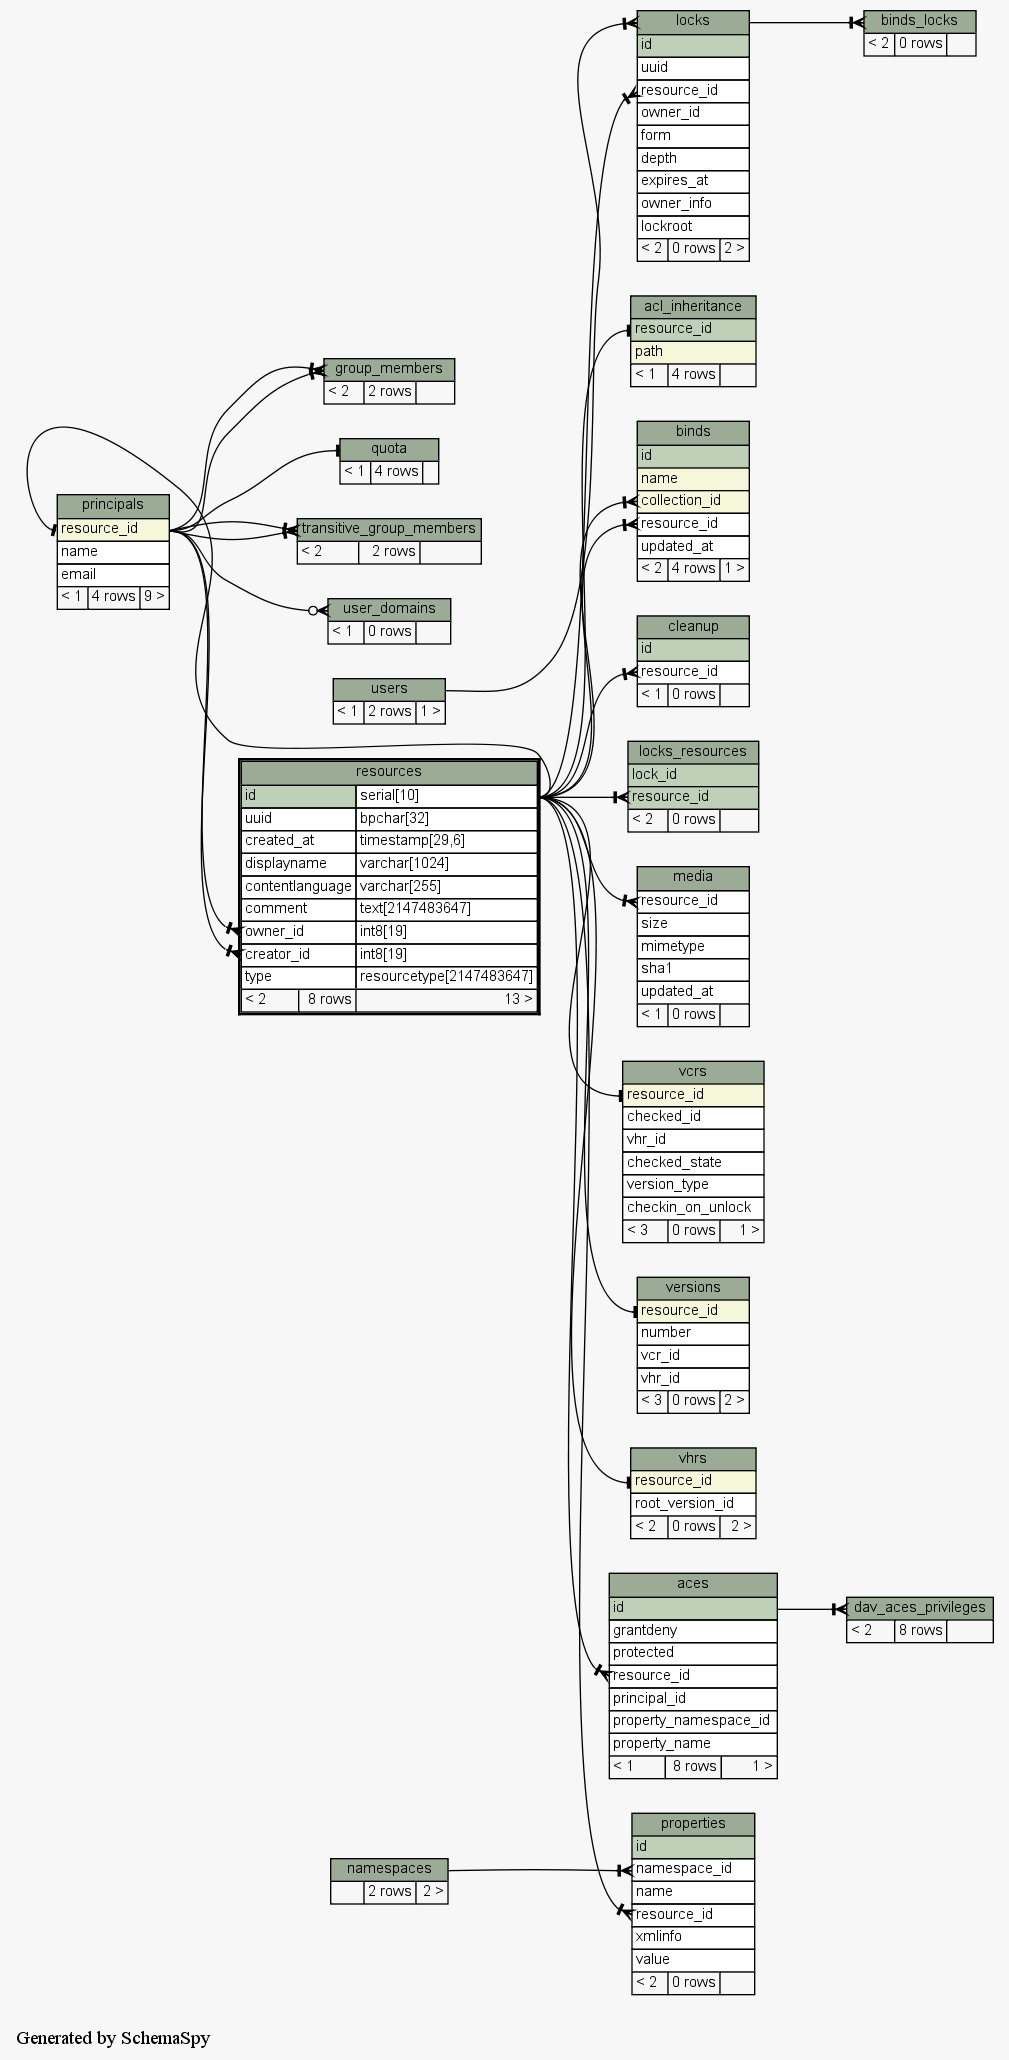 locks
id
uuid
resource_id
owner_id
form
depth
expires_at
owner_info
lockroot
< 2 0 rows 2 >
binds_locks
< 2 0 rows
acl_inheritance
resource_id
path
< 1 4 rows
group_members
< 2 2 rows
quota
< 1 4 rows
principals
resource_id
name
email
< 1 4 rows 9 >
transitive_group_members
< 2 2 rows
user_domains
< 1 0 rows
users
< 1 2 rows 1 >
binds
id
name
collection_id
resource_id
updated_at
< 2 4 rows 1 >
cleanup
id
resource_id
< 1 0 rows
locks_resources
lock_id
resource_id
< 2 0 rows
resources
id serial[10]
uuid bpchar[32]
created_at timestamp[29,6]
displayname varchar[1024]
contentlanguage varchar[255]
comment text[2147483647]
owner_id int8[19]
creator_id int8[19]
type resourcetype[2147483647]
< 2 8 rows 13 >
media
resource_id
size
mimetype
sha1
updated_at
< 1 0 rows
vcrs
resource_id
checked_id
vhr_id
checked_state
version_type
checkin_on_unlock
< 3 0 rows 1 >
versions
resource_id
number
vcr_id
vhr_id
< 3 0 rows 2 >
vhrs
resource_id
root_version_id
< 2 0 rows 2 >
aces
id
grantdeny
protected
resource_id
principal_id
property_namespace_id
property_name
< 1 8 rows 1 >
dav_aces_privileges
< 2 8 rows
properties
id
namespace_id
name
resource_id
xmlinfo
value
< 2 0 rows
namespaces
2 rows 2 >
Generated by SchemaSpy